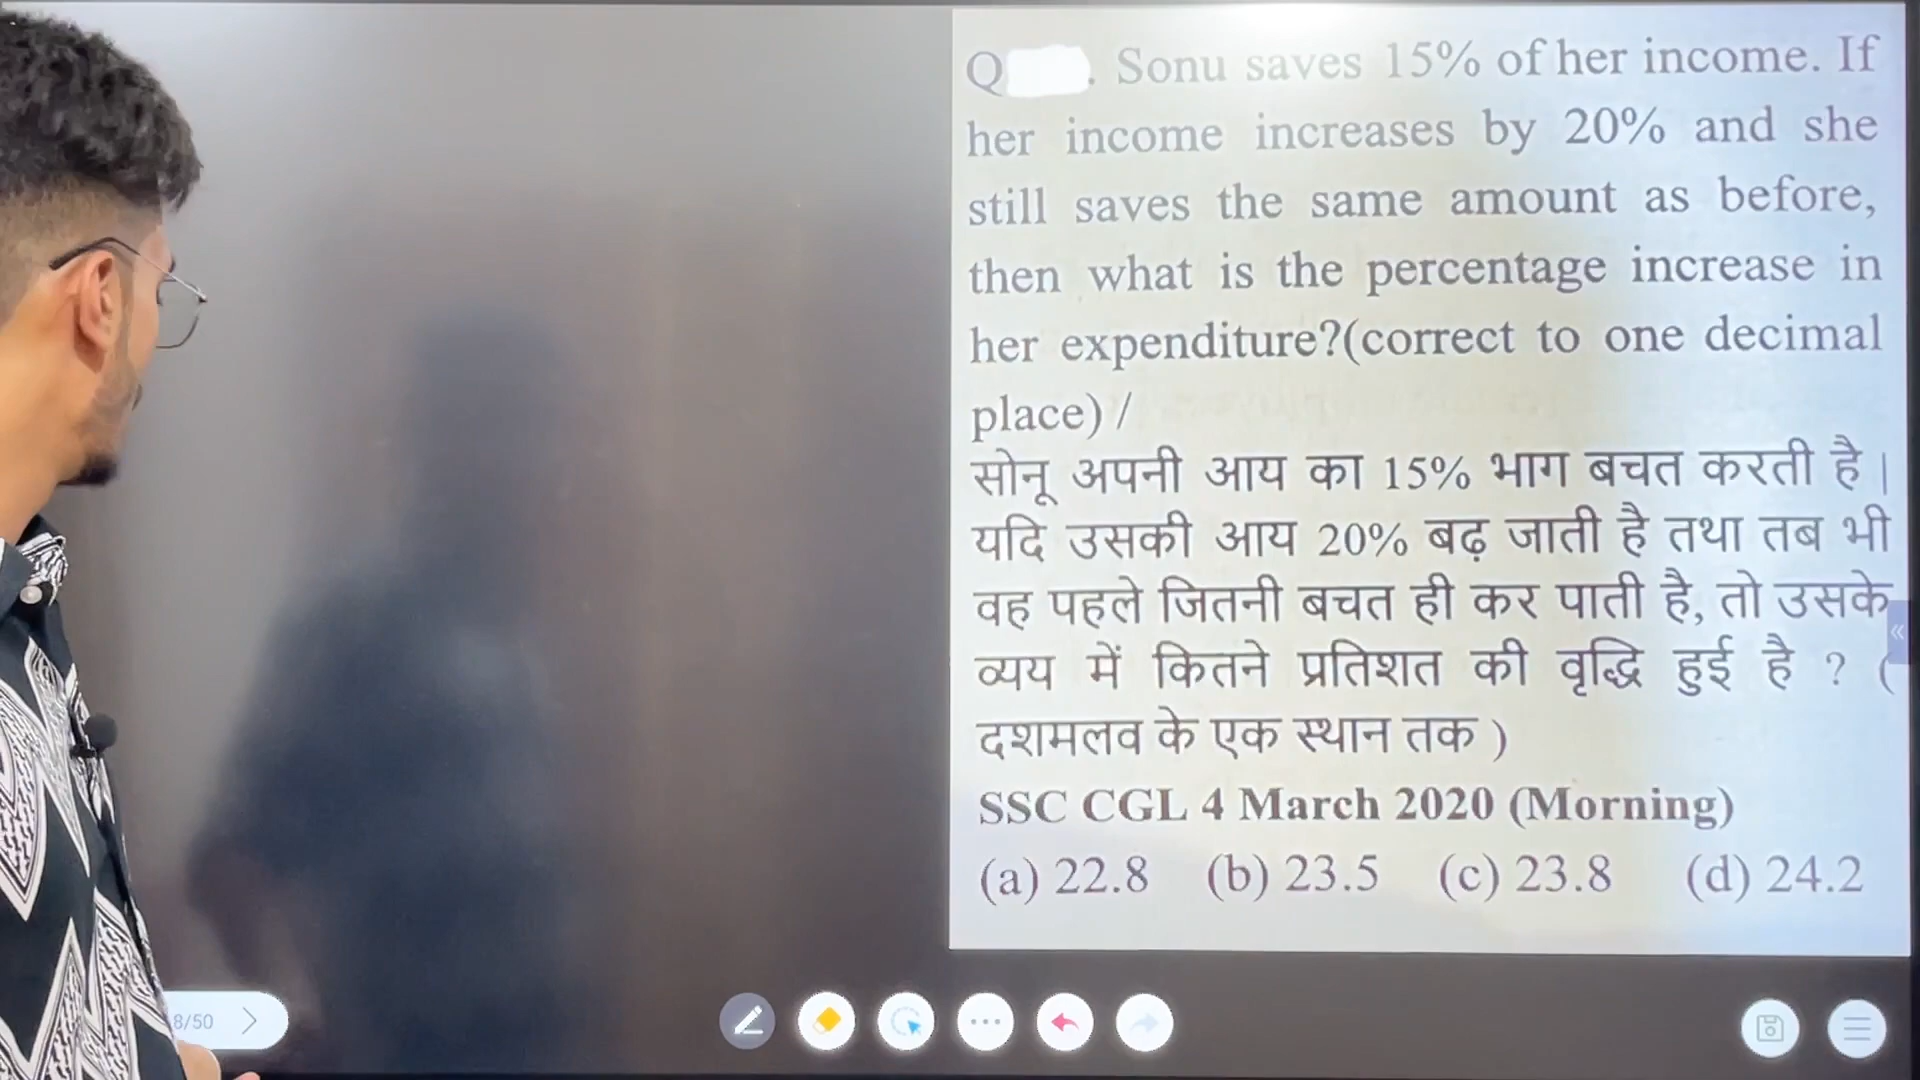 Q . Sonu saves 15% of her income. If
her income increases by 20% and she
still saves the same amount as before,
then what is the percentage increase in
her expenditure?(correct to one decimal
place) /
सोनू अपनी आय का 15% भाग बचत करती है |
यदि उसकी आय 20% बढ़ जाती है तथा तब भी
वह पहले जितनी बचत ही कर पाती है, तो उसके
व्यय में कितने प्रतिशत की वृद्धि हुई है ? (
दशमलव के एक स्थान तक )
SSC CGL 4 March 2020 (Morning)
(a) 22.8 (b) 23.5 (c) 23.8 (d) 24.2
8/50